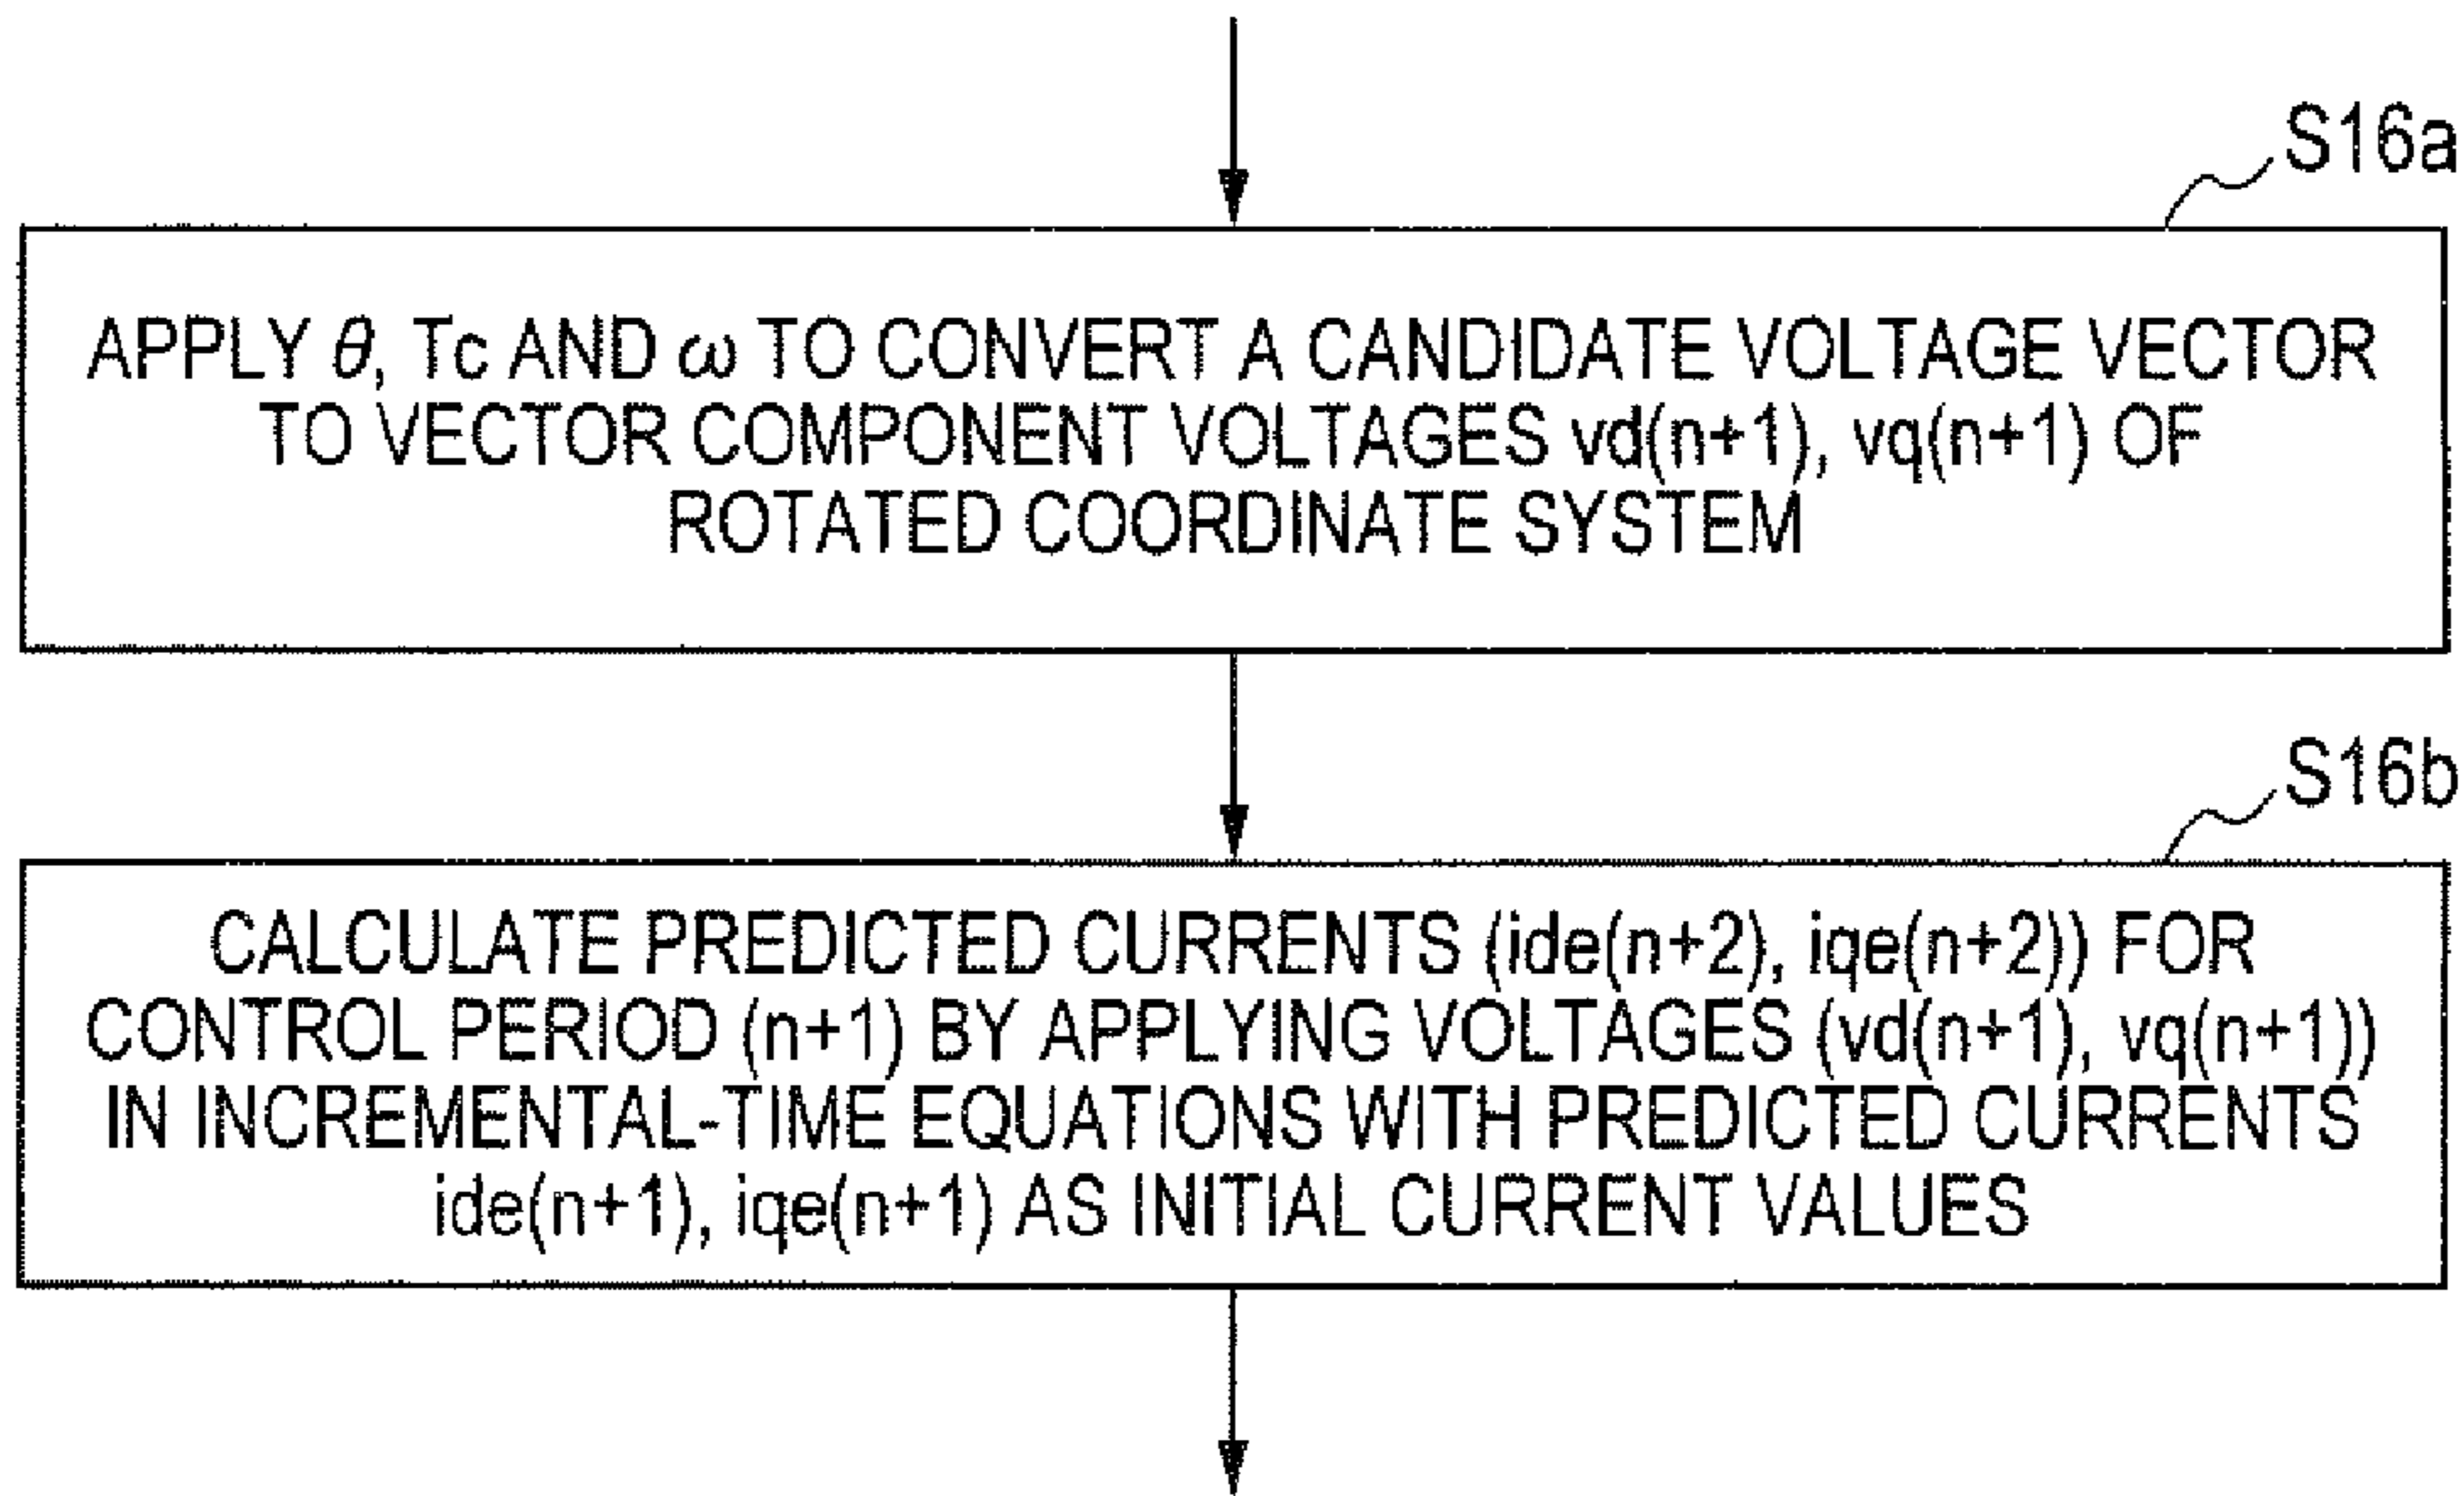 S16a
APPLY θ, Tc AND ω TO CONVERT A CANDIDATE VOLTAGE VECTOR
TO VECTOR COMPONENT VOLTAGES vd(n+1), vq(n+1) OF
ROTATED COORDINATE SYSTEM
S16b
CALCULATE PREDICTED CURRENTS (ide(n+2), iqe(n+2)) FOR
CONTROL PERIOD (n+1) BY APPLYING VOLTAGES (vd(n+1), vq(n+1))
IN INCREMENTAL-TIME EQUATIONS WITH PREDICTED CURRENTS
ide(n+1), iqe(n+1) AS INITIAL CURRENT VALUES